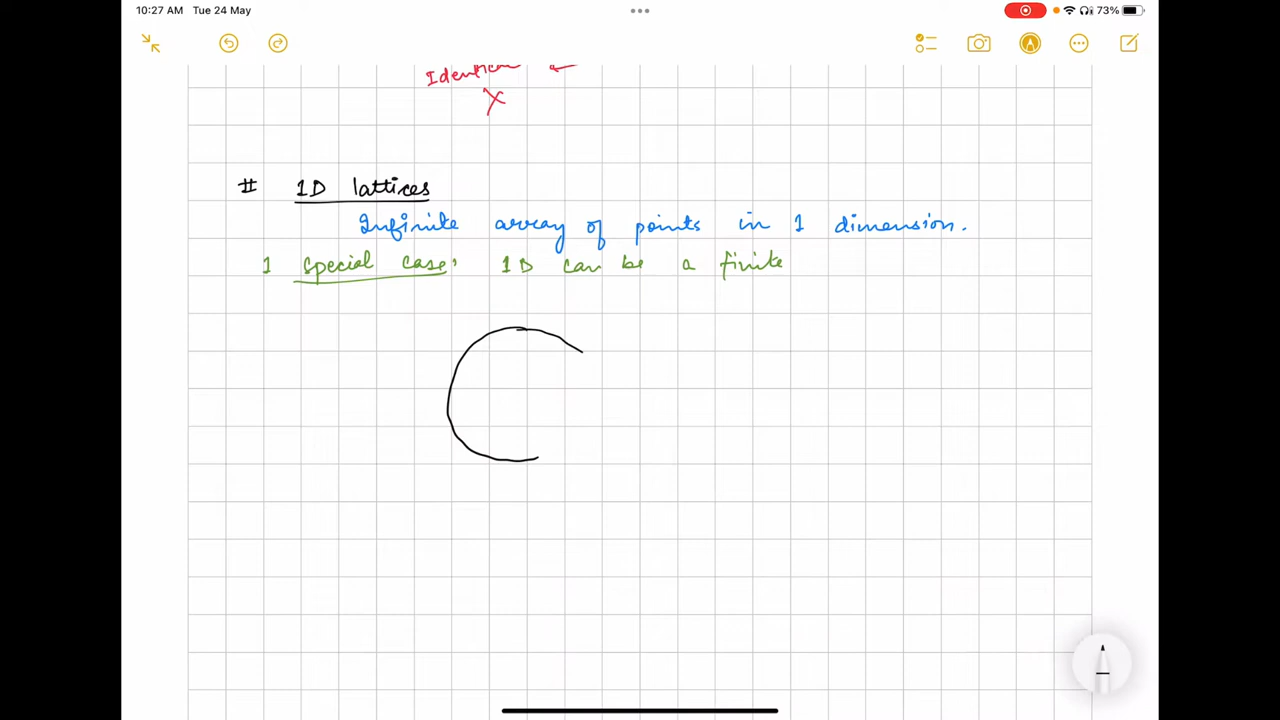 10:27 AM Tue 24 May
73%
Identical
X
# 1D lattices
Infinite array of points in 1 dimension.
1 special case: 1D can be a finite